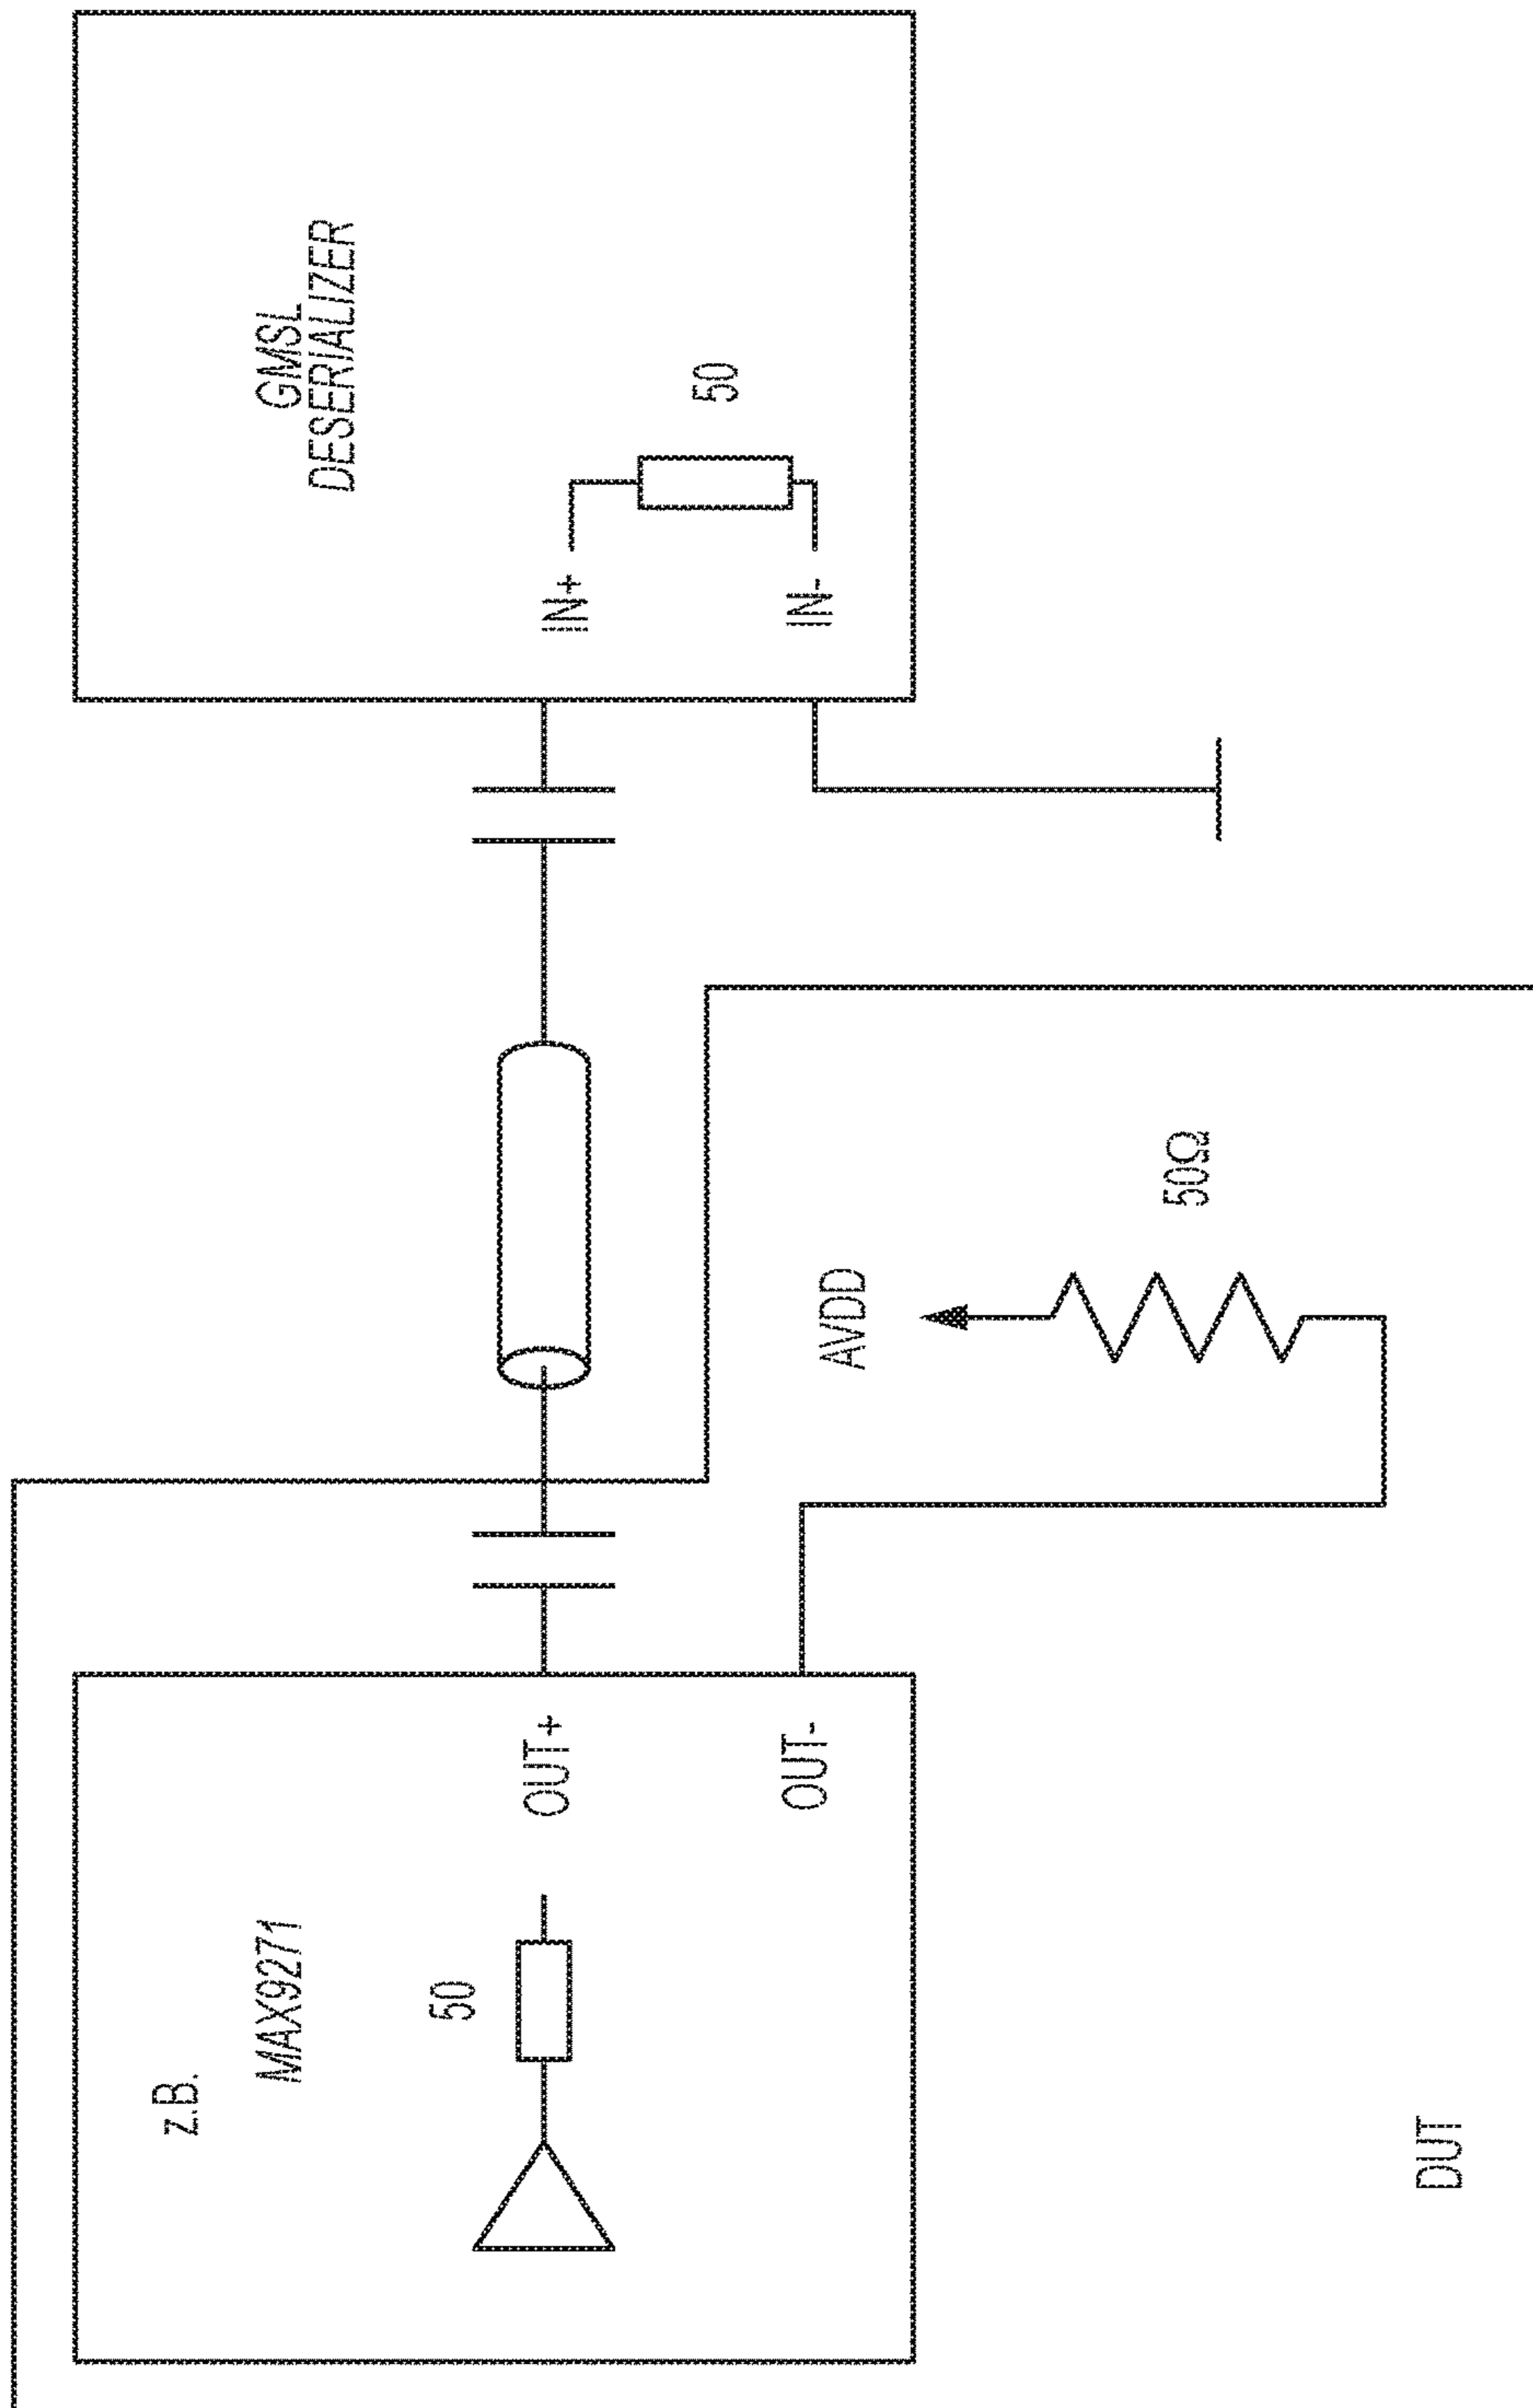 z.B.
MAX9271
50
OUT+
OUT-
GMSL
DESERIALIZER
IN+
IN-
50
AVDD
50Ω
DUT